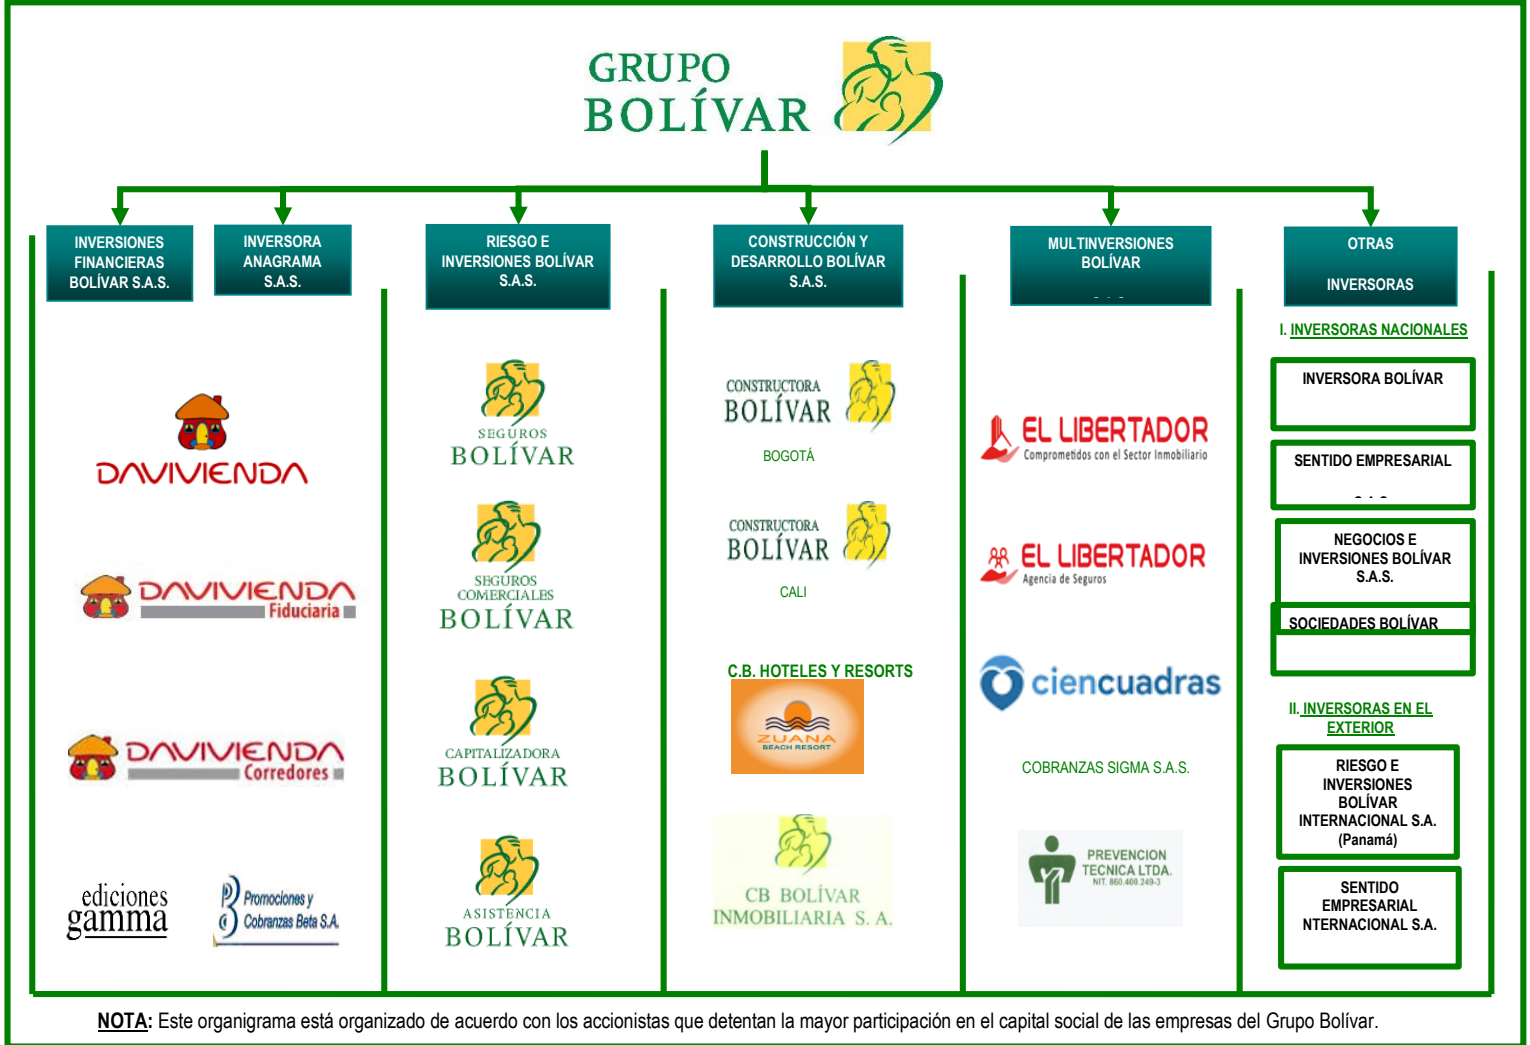 GRUPO
BOLÍVAR
INVERSIONES
FINANCIERAS
BOLÍVAR S.A.S.
INVERSORA
ANAGRAMA
S.A.S.
RIESGO E
INVERSIONES BOLÍVAR
S.A.S.
CONSTRUCCIÓN Y
DESARROLLO BOLÍVAR
S.A.S.
MULTINVERSIONES
BOLÍVAR
OTRAS
INVERSORAS
DAVIVIENDA
DAVIVIENDA
Fiduciaria
DAVIVIENDA
Corredores
ediciones
gamma
Promociones y
Cobranzas Beta S.A.
SEGUROS
BOLÍVAR
SEGUROS
COMERCIALES
BOLÍVAR
CAPITALIZADORA
BOLÍVAR
ASISTENCIA
BOLÍVAR
CONSTRUCTORA
BOLÍVAR
BOGOTÁ
CONSTRUCTORA
BOLÍVAR
CALI
C.B. HOTELES Y RESORTS
ZUANA
BEACH RESORT
CB BOLÍVAR
INMOBILIARIA S. A.
EL LIBERTADOR
Comprometidos con el Sector Inmobiliario
EL LIBERTADOR
Agencia de Seguros
ciencuadras
COBRANZAS SIGMA S.A.S.
PREVENCION
TECNICA LTDA.
NIT. 860.400.249-3
I. INVERSORAS NACIONALES
INVERSORA BOLÍVAR
SENTIDO EMPRESARIAL
NEGOCIOS E
INVERSIONES BOLÍVAR
S.A.S.
SOCIEDADES BOLÍVAR
II. INVERSORAS EN EL
EXTERIOR
RIESGO E
INVERSIONES
BOLÍVAR
INTERNACIONAL S.A.
(Panamá)
SENTIDO
EMPRESARIAL
NTERNACIONAL S.A.
NOTA: Este organigrama está organizado de acuerdo con los accionistas que detentan la mayor participación en el capital social de las empresas del Grupo Bolívar.